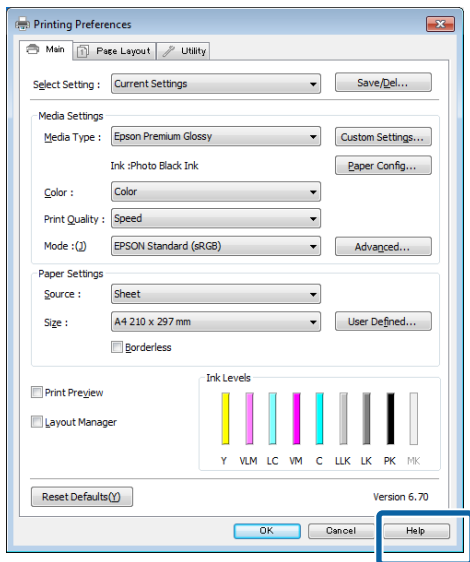 Printing Preferences
Main Page Layout Utility
Select Setting : Current Settings Save/Del...
Media Settings
Media Type : Epson Premium Glossy Custom Settings...
Ink :Photo Black Ink Paper Config...
Color : Color
Print Quality : Speed
Mode :(J) EPSON Standard (sRGB) Advanced...
Paper Settings
Source : Sheet
Size : A4 210 x 297 mm User Defined...
Borderless
Ink Levels
Print Preview
Layout Manager
Y VLM LC VM C LLK LK PK MK
Reset Defaults(Y) Version 6.70
OK Cancel Help